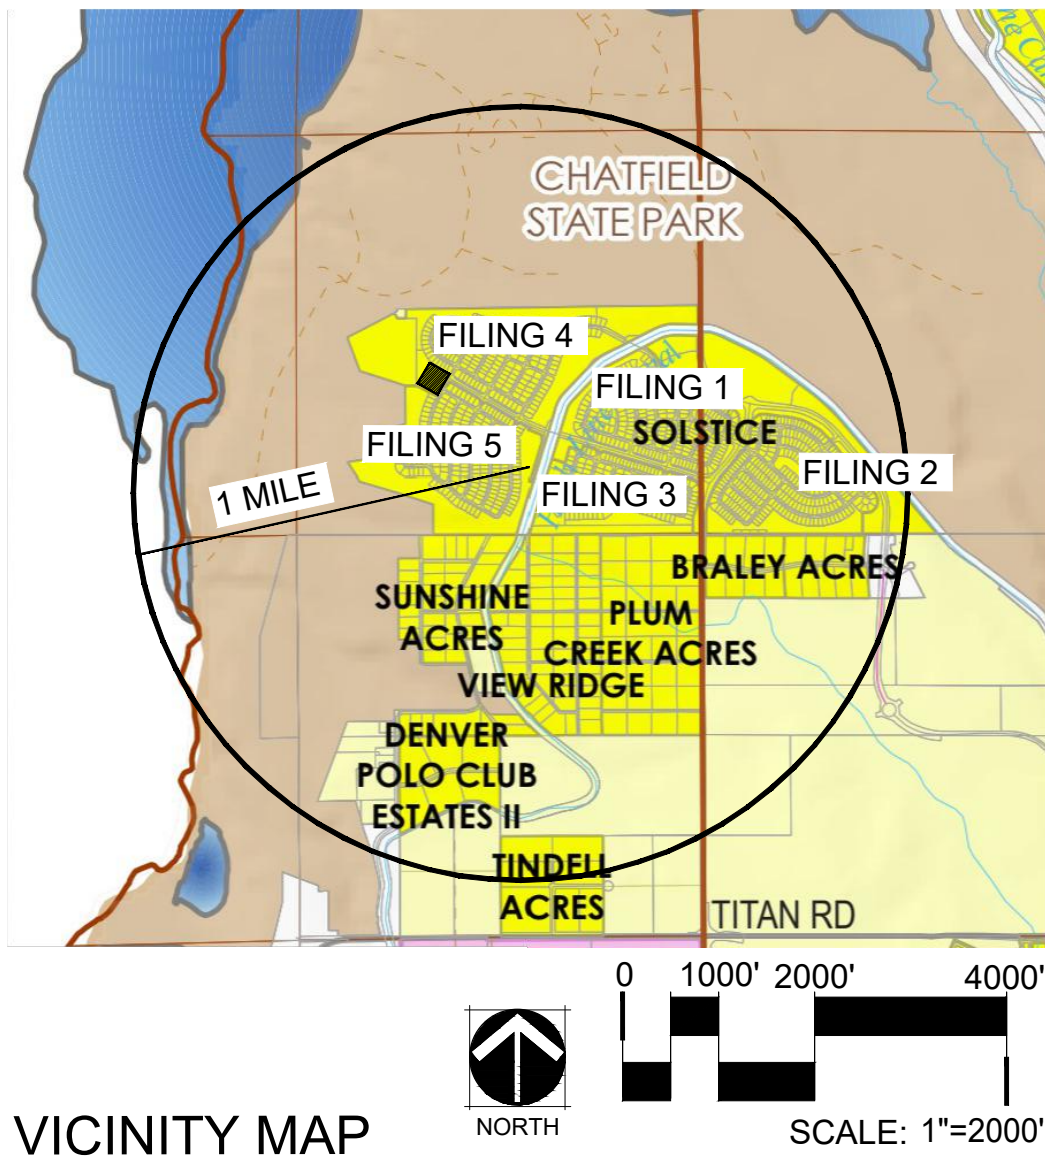 CHATFIELD
STATE PARK
FILING 4
FILING 1
SOLSTICE
FILING 5
FILING 2
1 MILE
FILING 3
BRALEY ACRES
SUNSHINE
ACRES
PLUM
CREEK ACRES
VIEW RIDGE
DENVER
POLO CLUB
ESTATES II
TINDELL
ACRES
TITAN RD
0 1000' 2000' 4000'
NORTH
VICINITY MAP
SCALE: 1"=2000'